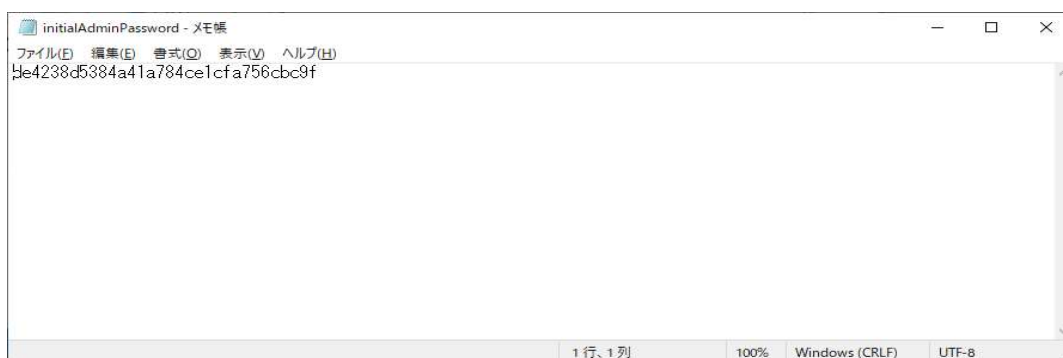 initialAdminPassword - メモ帳
ファイル(F) 編集(E) 書式(O) 表示(V) ヘルプ(H)
1 行、1 列 100% Windows (CRLF) UTF-8